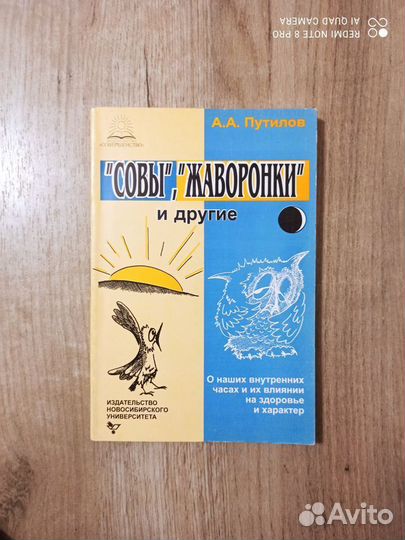 REDMI NOTE 8 PRO
AI QUAD CAMERA
«СОВЕРШЕНСТВО»
А.А. Путилов
"СОВЫ", "ЖАВОРОНКИ"
и другие
О наших внутренних
часах и их влиянии
на здоровье
и характер
ИЗДАТЕЛЬСТВО
НОВОСИБИРСКОГО
УНИВЕРСИТЕТА
Avito